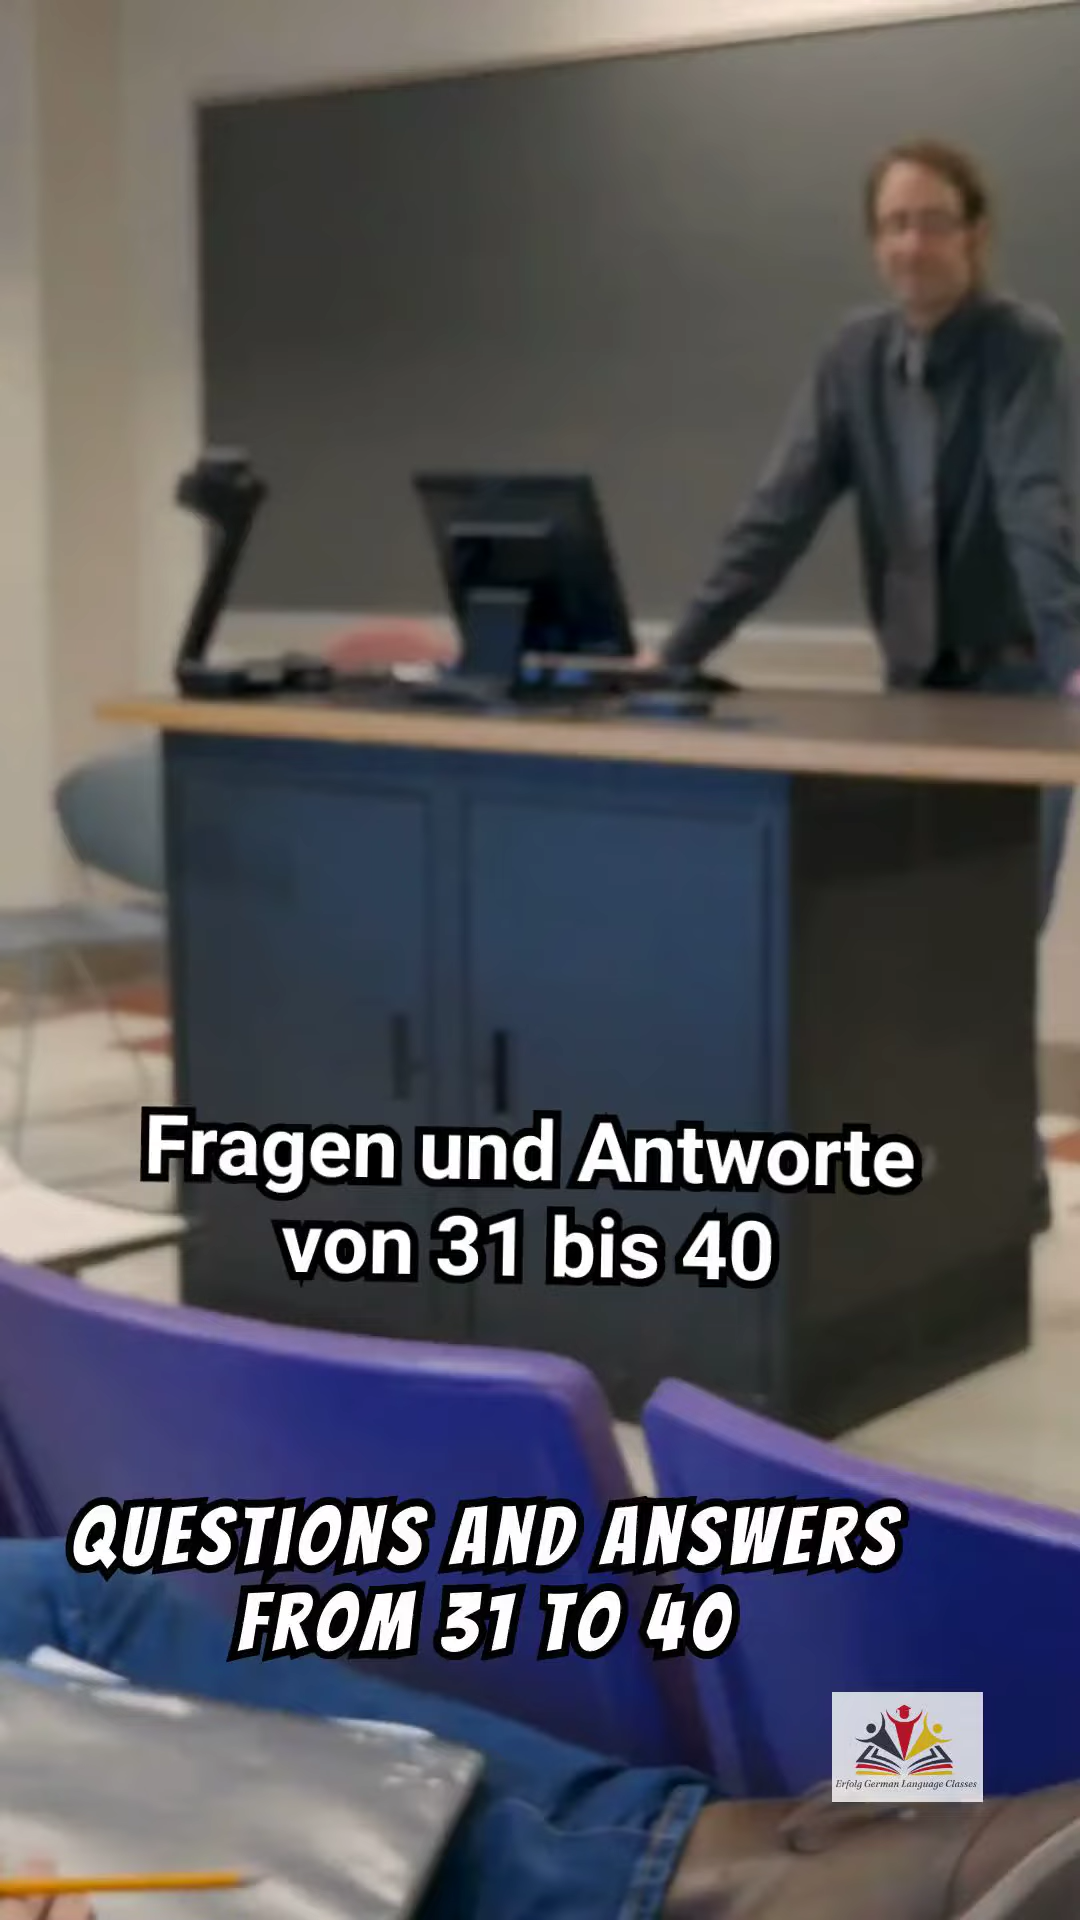 Fragen und Antworte
von 31 bis 40
QUESTIONS AND ANSWERS
FROM 31 TO 40
Erfolg German Language Classes